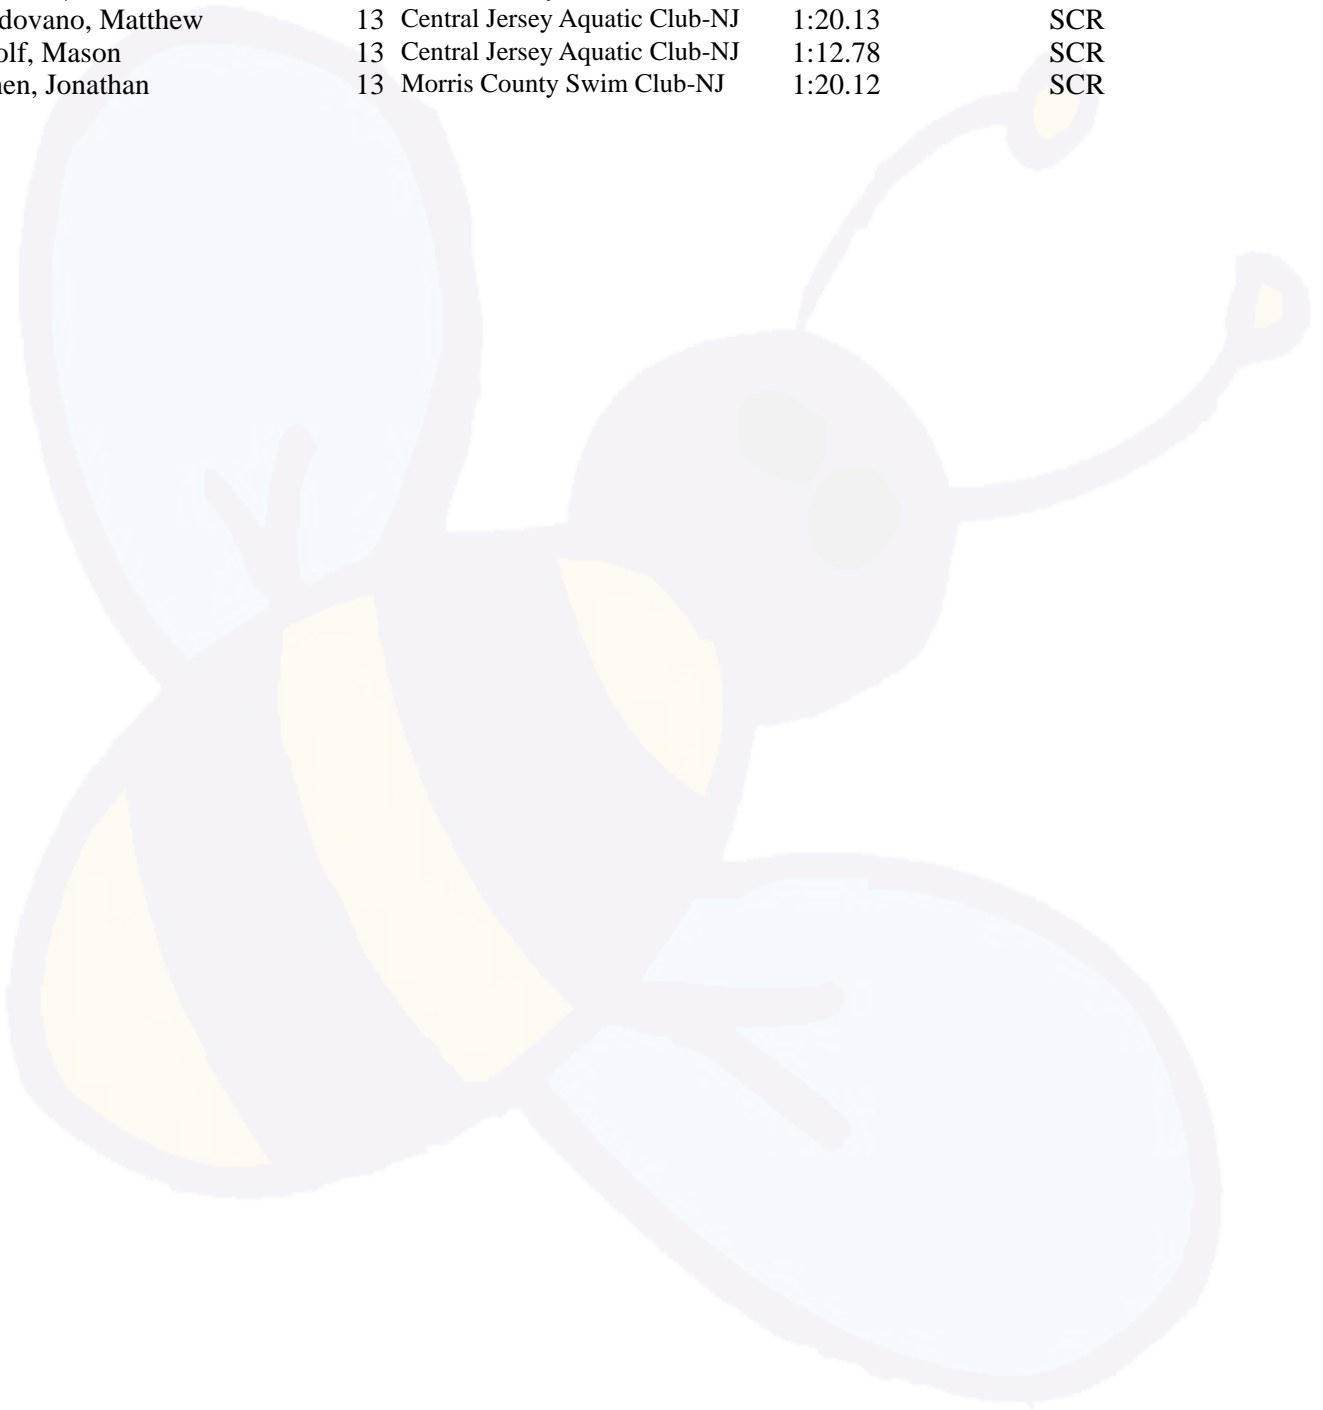 dovano, Matthew 13 Central Jersey Aquatic Club-NJ 1:20.13 SCR
olf, Mason 13 Central Jersey Aquatic Club-NJ 1:12.78 SCR
en, Jonathan 13 Morris County Swim Club-NJ 1:20.12 SCR